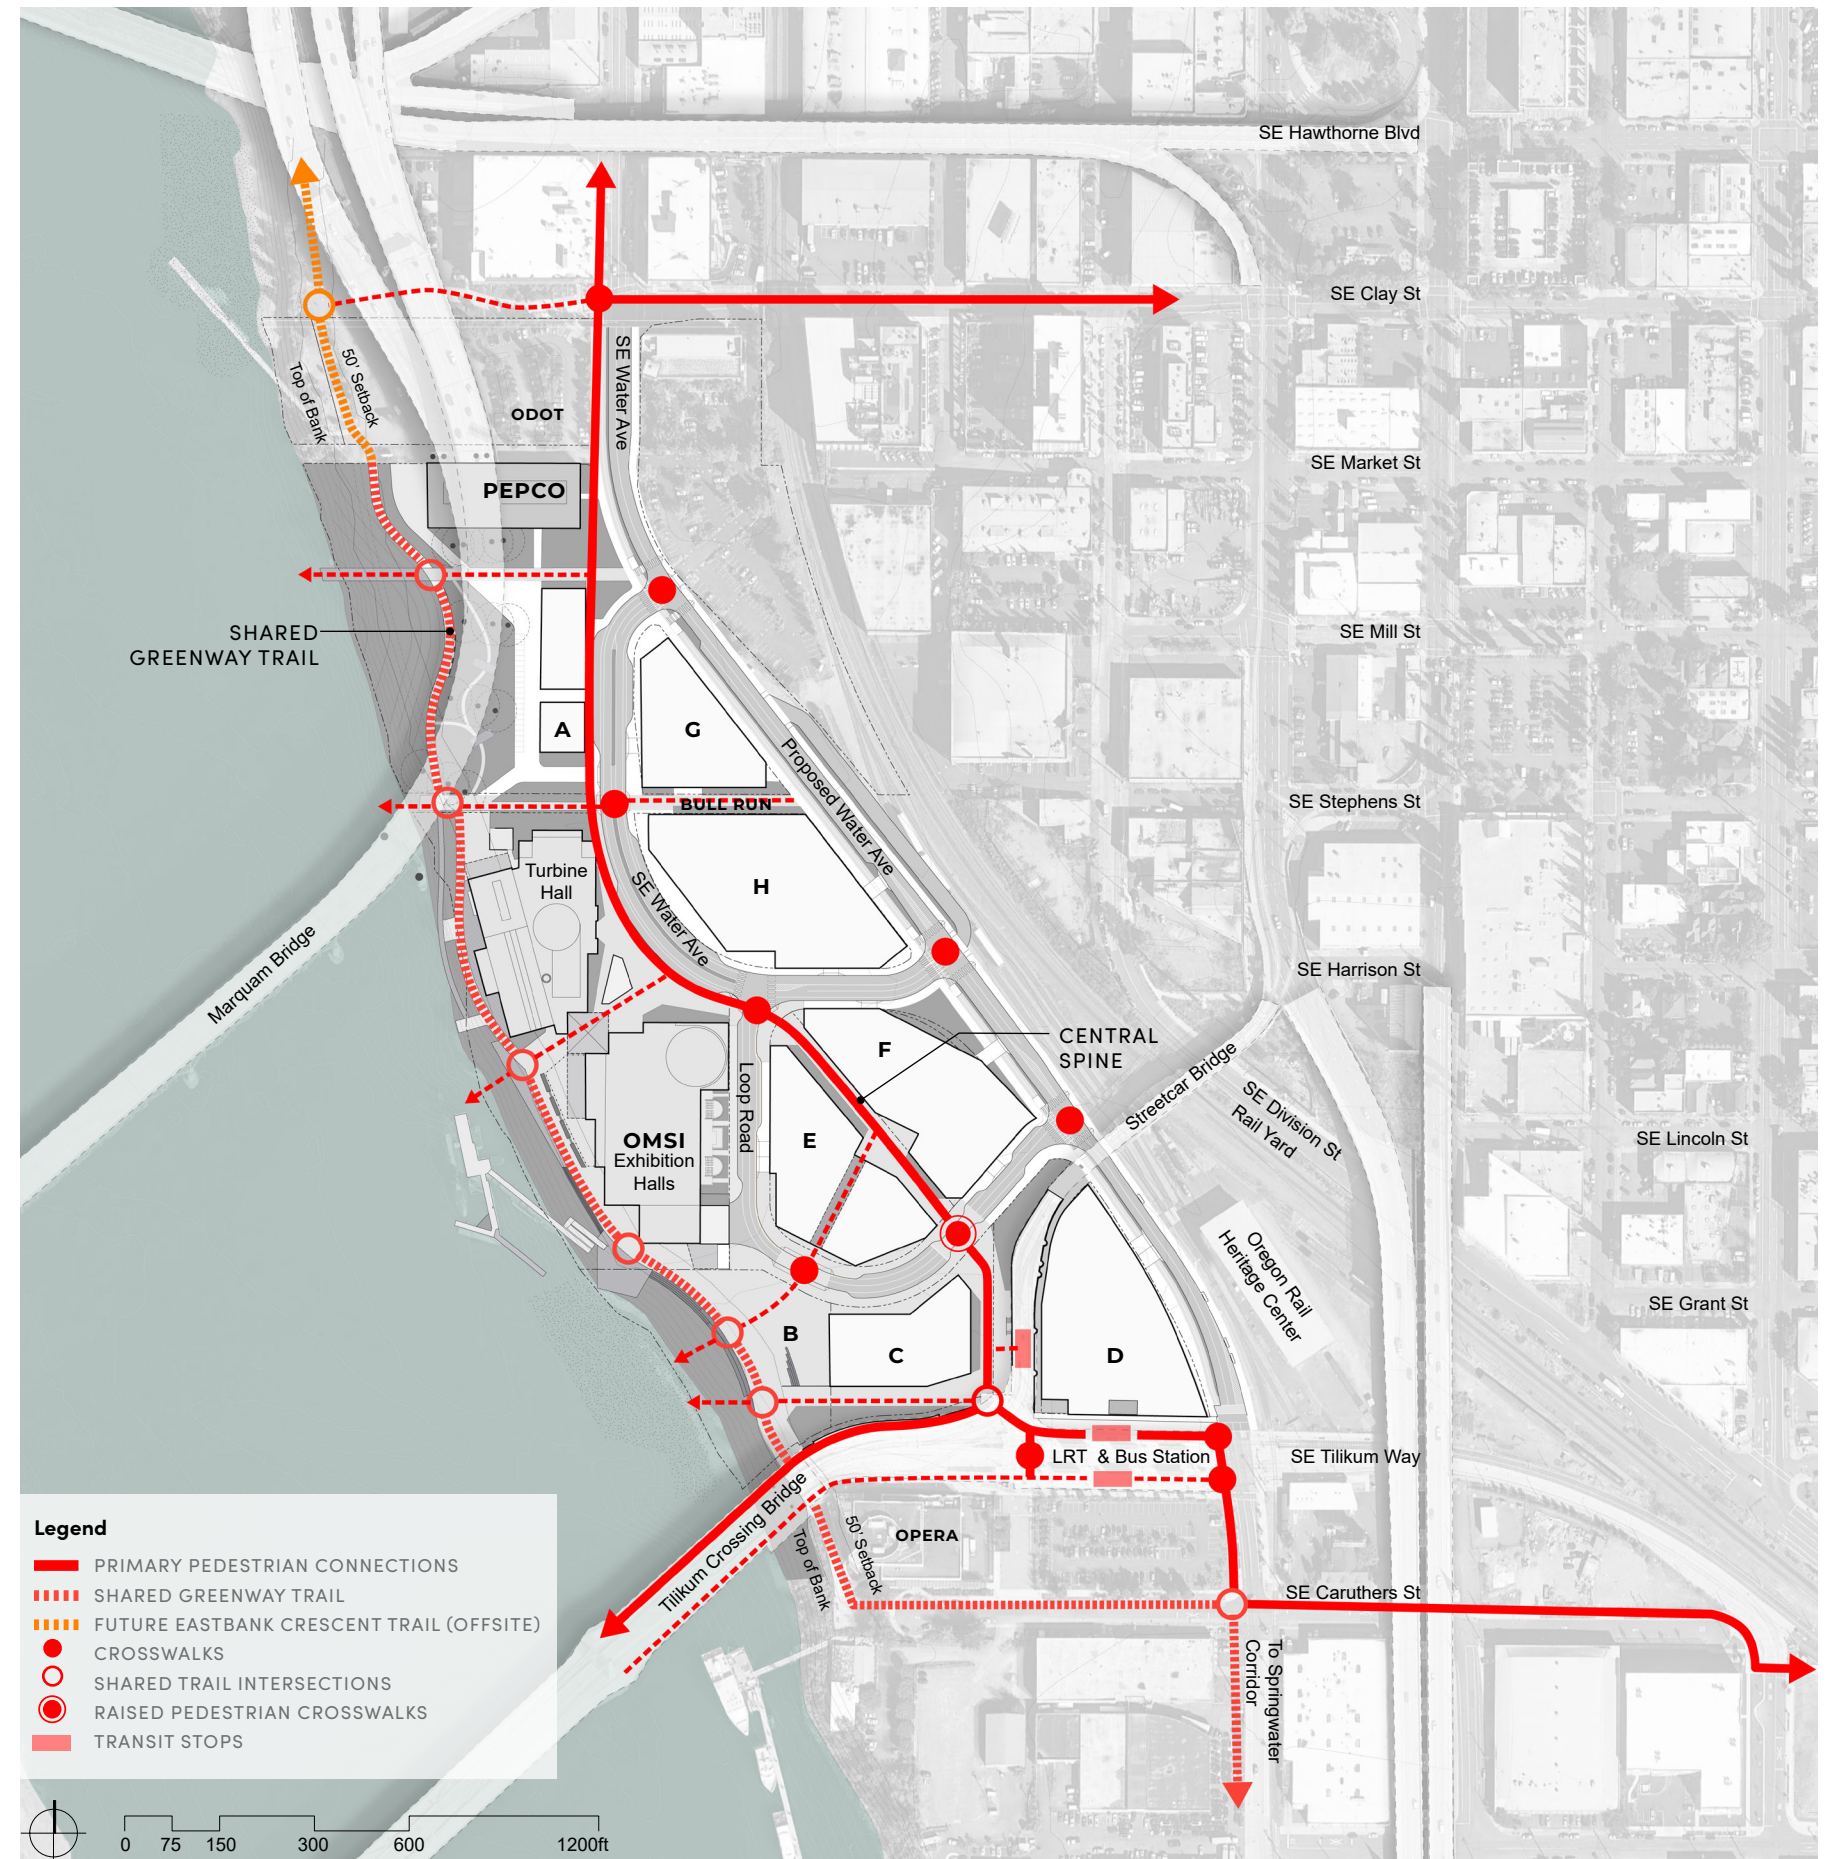 SE Hawthorne Blvd
SE Clay St
50' Setback
Top of Bank
SE Water Ave
ODOT
SE Market St
PEPCO
SHARED
GREENWAY TRAIL
SE Mill St
A
G
Proposed Water Ave
BULL RUN
SE Stephens St
Turbine
Hall
H
SE Water Ave
Marquam Bridge
SE Harrison St
CENTRAL
SPINE
F
Loop Road
Streetcar Bridge
SE Division St
Rail Yard
OMSI
Exhibition
Halls
E
SE Lincoln St
Oregon Rail
Heritage Center
SE Grant St
B
C
D
LRT & Bus Station
SE Tilikum Way
Tilikum Crossing Bridge
Top of Bank
50' Setback
OPERA
SE Caruthers St
To Springwater
Corridor
Legend
PRIMARY PEDESTRIAN CONNECTIONS
SHARED GREENWAY TRAIL
FUTURE EASTBANK CRESCENT TRAIL (OFFSITE)
CROSSWALKS
SHARED TRAIL INTERSECTIONS
RAISED PEDESTRIAN CROSSWALKS
TRANSIT STOPS
0 75 150 300 600 1200ft